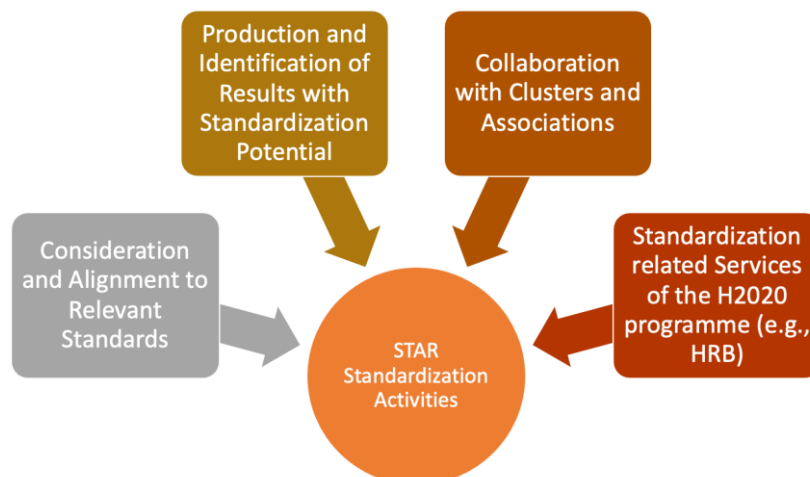 Production and
Identification of
Results with
Standardization
Potential
Collaboration
with Clusters and
Associations
Consideration
and Alignment to
Relevant
Standards
Standardization
related Services
of the H2020
programme (e.g.,
HRB)
STAR
Standardization
Activities